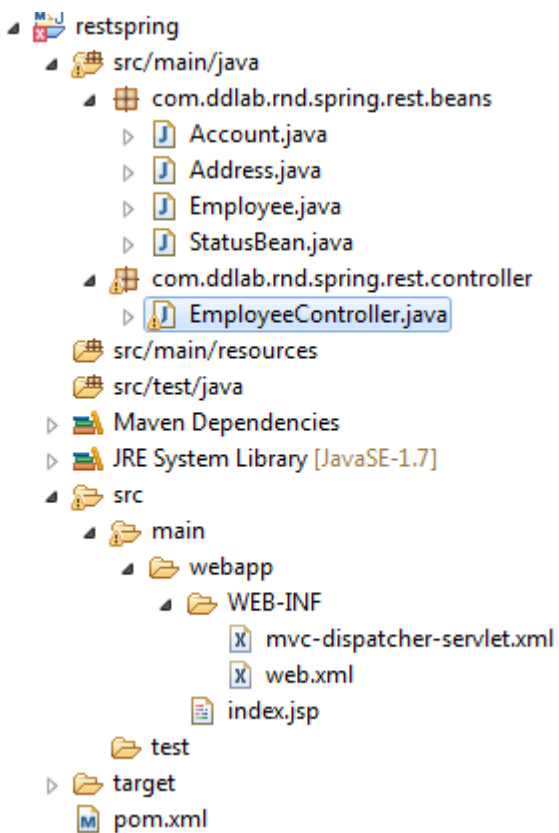 restspring
src/main/java
com.ddlab.rnd.spring.rest.beans
Account.java
Address.java
Employee.java
StatusBean.java
com.ddlab.rnd.spring.rest.controller
EmployeeController.java
src/main/resources
src/test/java
Maven Dependencies
JRE System Library [JavaSE-1.7]
src
main
webapp
WEB-INF
mvc-dispatcher-servlet.xml
web.xml
index.jsp
test
target
pom.xml